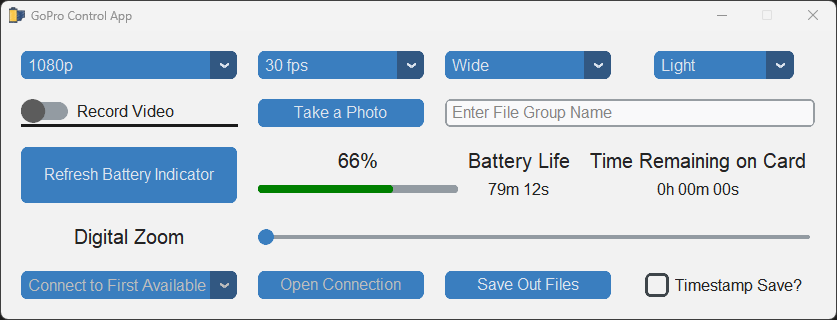 GoPro Control App
1080p
30 fps
Wide
Light
Record Video
Take a Photo
Enter File Group Name
Refresh Battery Indicator
66%
Battery Life
Time Remaining on Card
79m 12s
0h 00m 00s
Digital Zoom
Connect to First Available
Open Connection
Save Out Files
Timestamp Save?